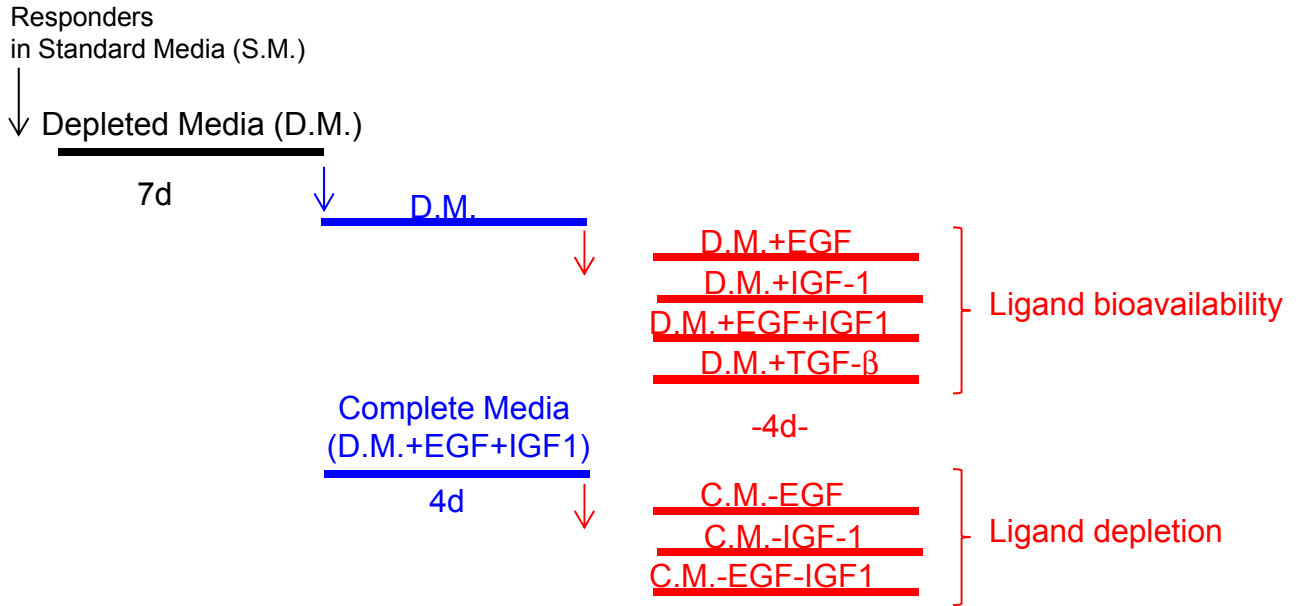 Responders
in Standard Media (S.M.)
Depleted Media (D.M.)
7d
D.M.
D.M.+EGF
D.M.+IGF-1
D.M.+EGF+IGF1
D.M.+TGF-β
Ligand bioavailability
Complete Media
(D.M.+EGF+IGF1)
4d
-4d-
C.M.-EGF
C.M.-IGF-1
C.M.-EGF-IGF1
Ligand depletion